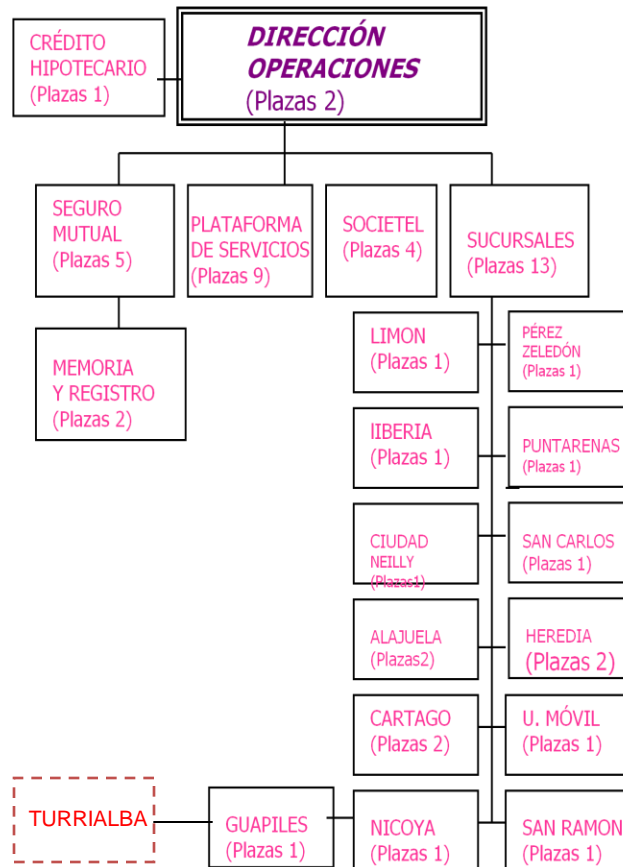 CRÉDITO
HIPOTECARIO
(Plazas 1)
DIRECCIÓN
OPERACIONES
(Plazas 2)
SEGURO
MUTUAL
(Plazas 5)
PLATAFORMA
DE SERVICIOS
(Plazas 9)
SOCIETEL
(Plazas 4)
SUCURSALES
(Plazas 13)
MEMORIA
Y REGISTRO
(Plazas 2)
LIMON
(Plazas 1)
PÉREZ
ZELEDÓN
(Plazas 1)
lIBERIA
(Plazas 1)
PUNTARENAS
(Plazas 1)
CIUDAD
NEILLY
(Plazas1)
SAN CARLOS
(Plazas 1)
ALAJUELA
(Plazas2)
HEREDIA
(Plazas 2)
CARTAGO
(Plazas 2)
U. MÓVIL
(Plazas 1)
TURRIALBA
GUAPILES
(Plazas 1)
NICOYA
(Plazas 1)
SAN RAMON
(Plazas 1)